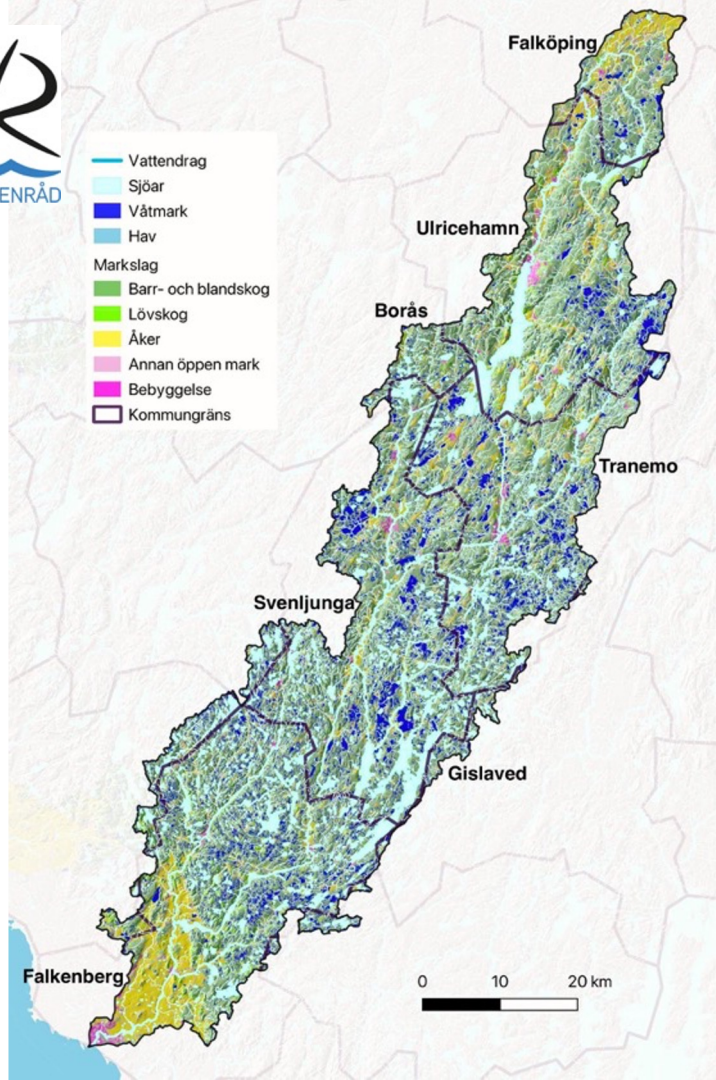 ENRÅD
Vattendrag
Sjöar
Våtmark
Hav
Markslag
Barr- och blandskog
Lövskog
Åker
Annan öppen mark
Bebyggelse
Kommungräns
Falköping
Ulricehamn
Borås
Tranemo
Svenljunga
Gislaved
Falkenberg
0 10 20 km